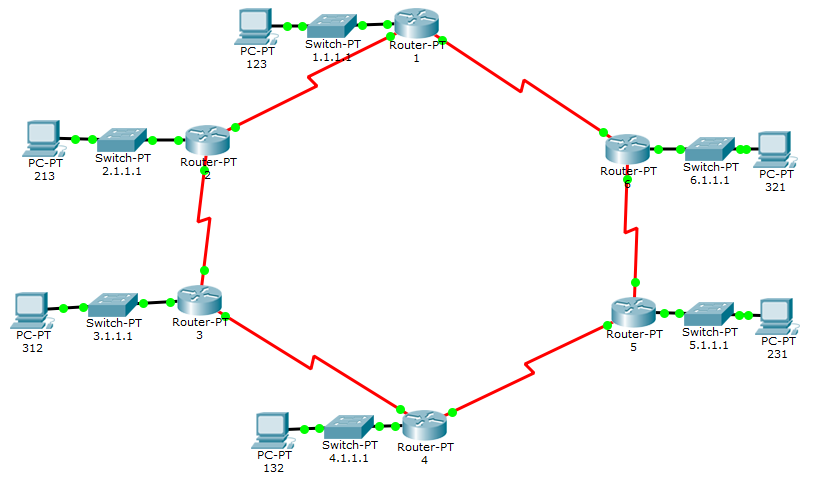 PC-PT
123
Switch-PT
1.1.1.1
Router-PT
1
PC-PT
213
Switch-PT
2.1.1.1
Router-PT
2
Router-PT
6
Switch-PT
6.1.1.1
PC-PT
321
PC-PT
312
Switch-PT
3.1.1.1
Router-PT
3
Router-PT
5
Switch-PT
5.1.1.1
PC-PT
231
PC-PT
132
Switch-PT
4.1.1.1
Router-PT
4